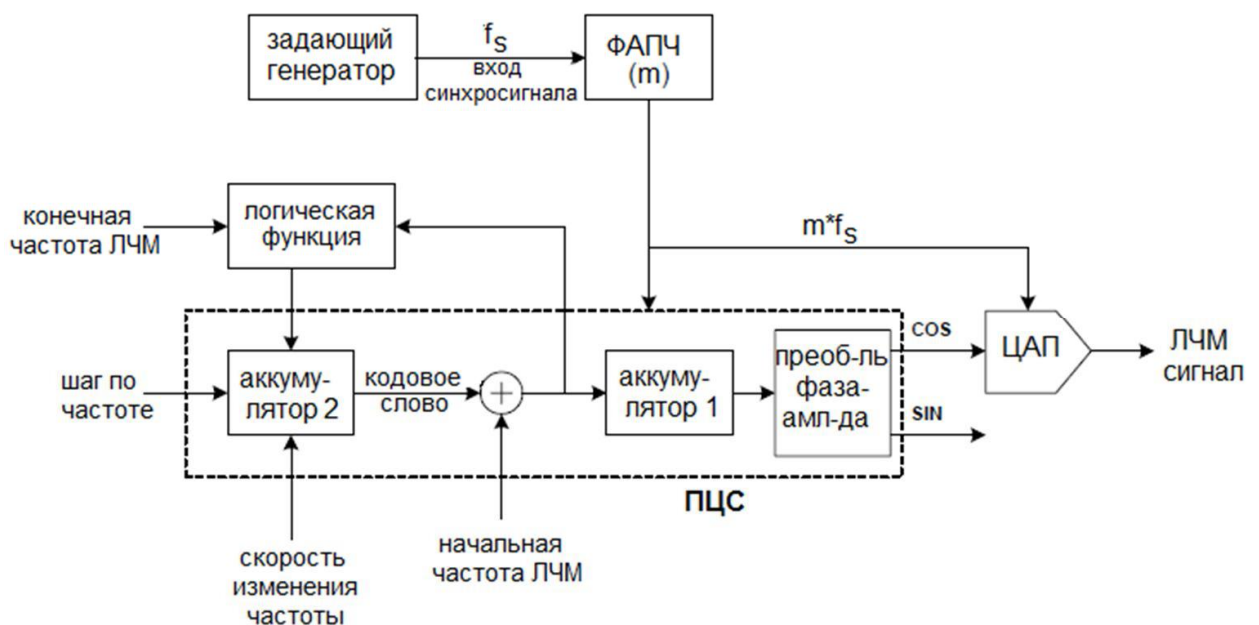 задающий
генератор
f_S
вход
синхросигнала
ФАПЧ
(m)
конечная
частота ЛЧМ
логическая
функция
m*f_S
шаг по
частоте
аккуму-
лятор 2
кодовое
слово
+
аккуму-
лятор 1
преоб-ль
фаза-
амп-да
COS
SIN
ЦАП
ЛЧМ
сигнал
ПЦС
скорость
изменения
частоты
начальная
частота ЛЧМ